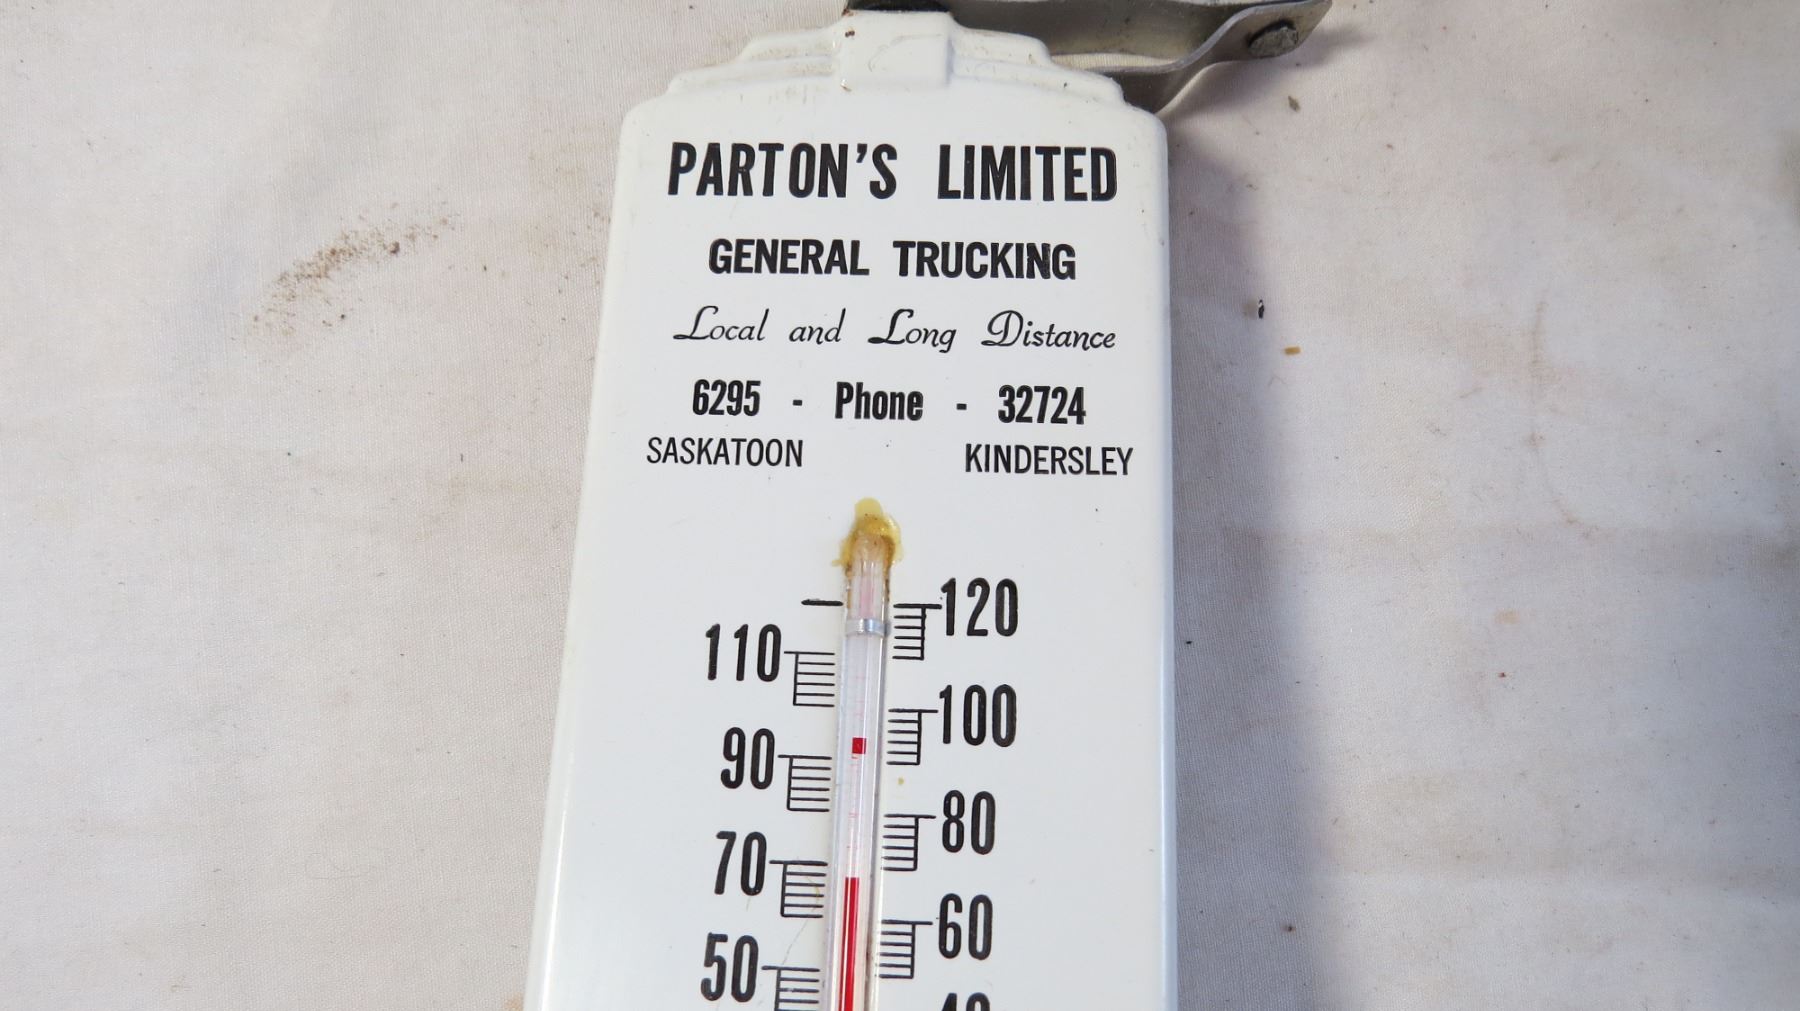 PARTON'S LIMITED
GENERAL TRUCKING
Local and Long Distance
6295 - Phone - 32724
SASKATOON KINDERSLEY
120
110
100
90
80
70
60
50
40